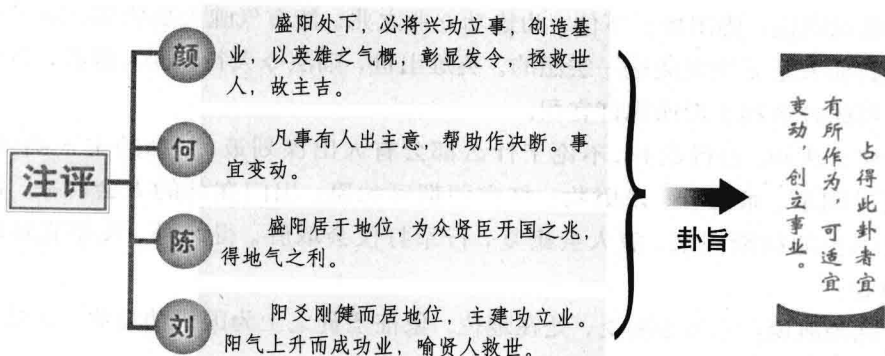 注评
颜
盛阳处下，必将兴功立事，创造基
业，以英雄之气概，彰显发令，拯救世
人，故主吉。
何
凡事有人出主意，帮助作决断。事
宜变动。
陈
盛阳居于地位，为众贤臣开国之兆，
得地气之利。
刘
阳爻刚健而居地位，主建功立业。
阳气上升而成功业，喻贤人救世。
卦旨
占得此卦者宜
有所作为，可适宜
变动，创立事业。